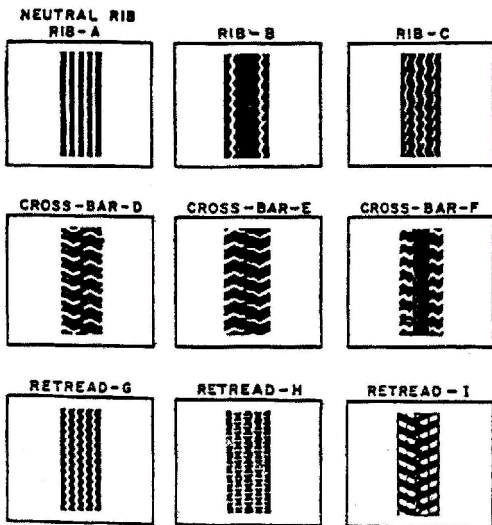 NEUTRAL RIB
RIB-A
RIB-B
RIB-C
CROSS-BAR-D
CROSS-BAR-E
CROSS-BAR-F
RETREAD-G
RETREAD-H
RETREAD-I